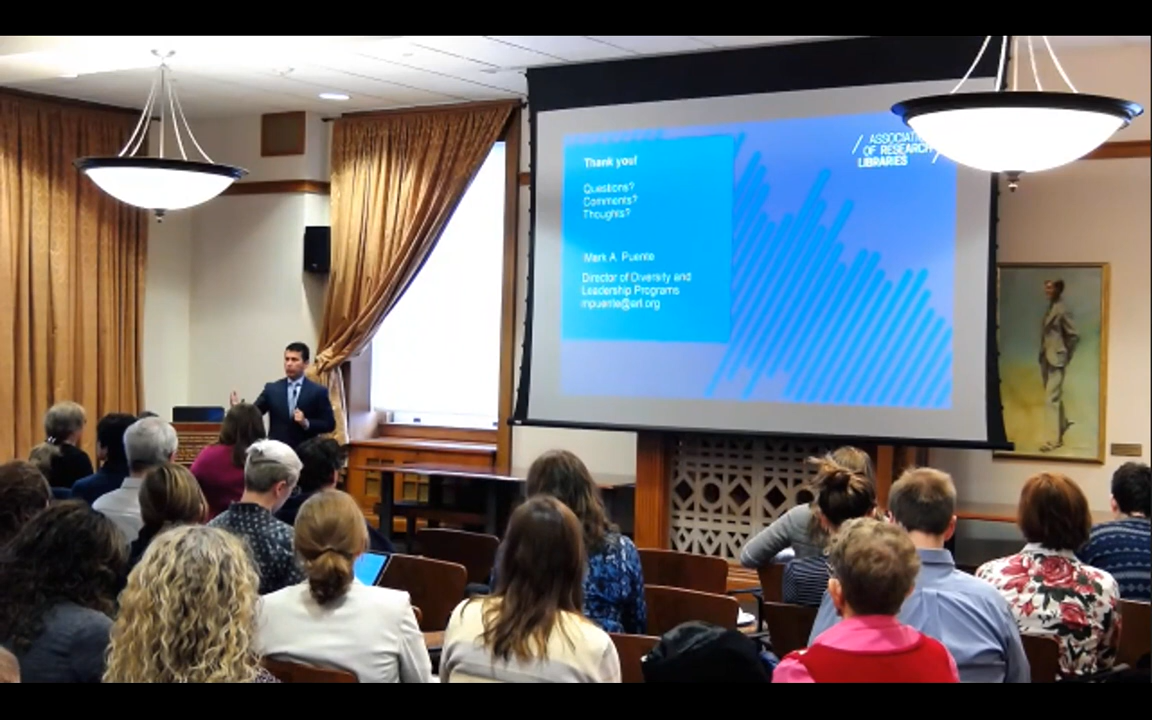 Thank you!
Questions?
Comments?
Thoughts?
Mark A. Puente
Director of Diversity and
Leadership Programs
mpuente@arl.org
OF RESEARCH
LIBRARIES